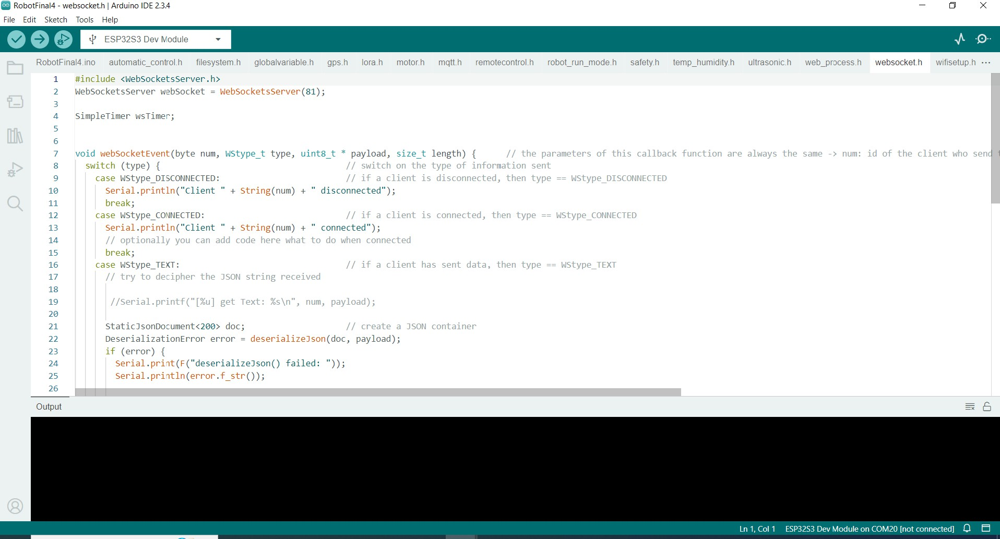 RobotFinal4 - websocket.h | Arduino IDE 2.3.4
File Edit Sketch Tools Help
ESP32S3 Dev Module
RobotFinal4.ino automatic_control.h filesystem.h globalvariable.h gps.h lora.h motor.h mqtt.h remotecontrol.h robot_run_mode.h safety.h temp_humidity.h ultrasonic.h web_process.h websocket.h wifisetup.h ...
1 #include <WebSocketsServer.h>
2 WebSocketsServer webSocket = WebSocketsServer(81);
3
4 SimpleTimer wsTimer;
5
6
7 void webSocketEvent(byte num, WStype_t type, uint8_t * payload, size_t length) { // the parameters of this callback function are always the same -> num: id of the client who send
8 switch (type) { // switch on the type of information sent
9 case WStype_DISCONNECTED: // if a client is disconnected, then type == WStype_DISCONNECTED
10 Serial.println("Client " + String(num) + " disconnected");
11 break;
12 case WStype_CONNECTED: // if a client is connected, then type == WStype_CONNECTED
13 Serial.println("Client " + String(num) + " connected");
14 // optionally you can add code here what to do when connected
15 break;
16 case WStype_TEXT: // if a client has sent data, then type == WStype_TEXT
17 // try to decipher the JSON string received
18
19 //Serial.printf("[%u] get Text: %s\n", num, payload);
20
21 StaticJsonDocument<200> doc; // create a JSON container
22 DeserializationError error = deserializeJson(doc, payload);
23 if (error) {
24 Serial.print(F("deserializeJson() failed: "));
25 Serial.println(error.f_str());
26
Output
Ln 1, Col 1 ESP32S3 Dev Module on COM20 [not connected]